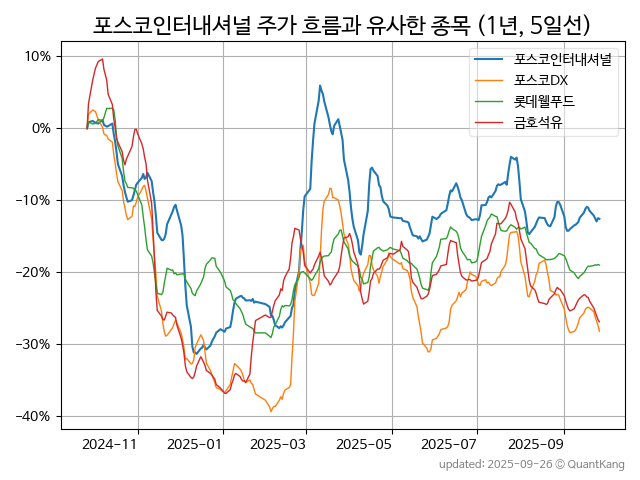 포스코인터내셔널 주가 흐름과 유사한 종목 (1년, 5일선)
포스코인터내셔널
포스코DX
롯데웰푸드
금호석유
10%
0%
-10%
-20%
-30%
-40%
2024-11 2025-01 2025-03 2025-05 2025-07 2025-09
updated: 2025-09-26 © QuantKang